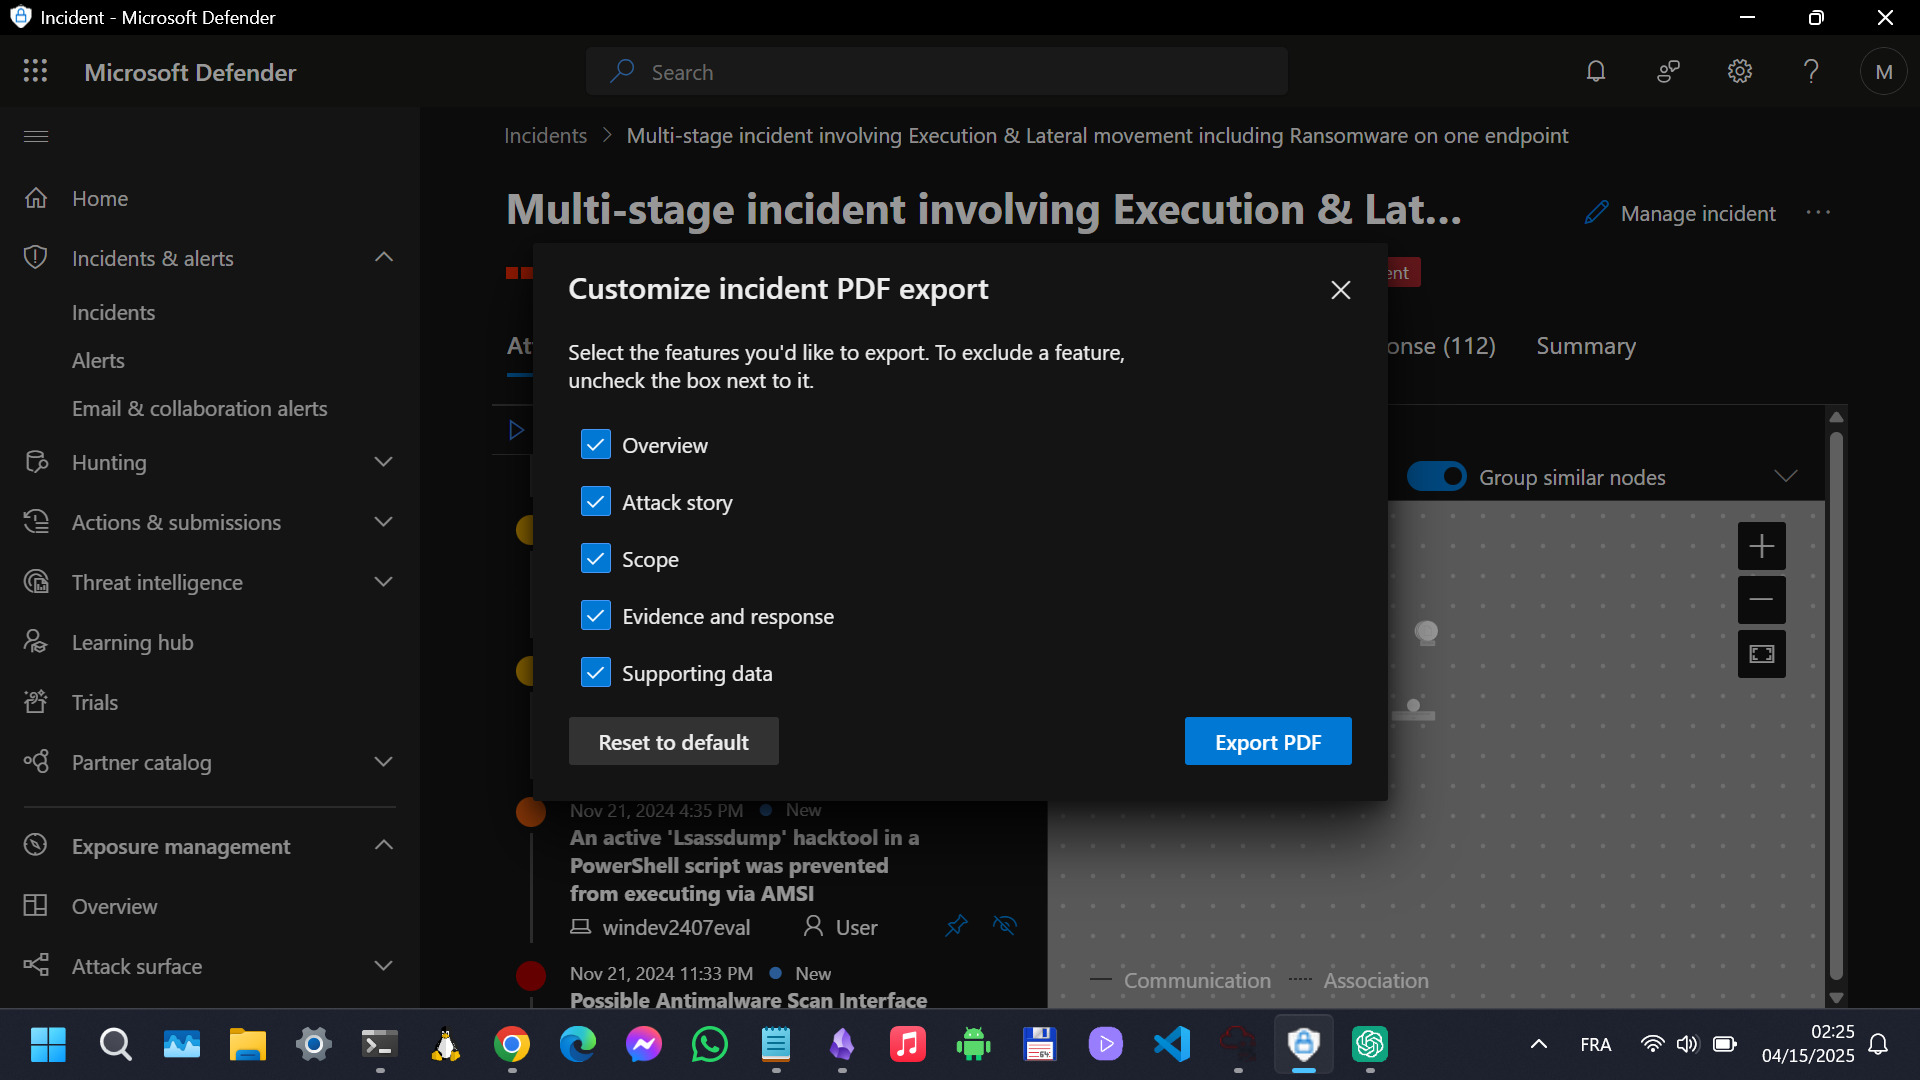 Incident - Microsoft Defender
Microsoft Defender
Search
M
Incidents
Multi-stage incident involving Execution & Lateral movement including Ransomware on one endpoint
Multi-stage incident involving Execution & Lat...
Manage incident
Home
Incidents & alerts
Incidents
Alerts
Email & collaboration alerts
Hunting
Actions & submissions
Threat intelligence
Learning hub
Trials
Partner catalog
Exposure management
Overview
Attack surface
Customize incident PDF export
Select the features you'd like to export. To exclude a feature,
uncheck the box next to it.
Overview
Attack story
Scope
Evidence and response
Supporting data
Reset to default
Export PDF
(112)
Summary
Group similar nodes
Nov 21, 2024 4:35 PM
New
An active 'Lsassdump' hacktool in a
PowerShell script was prevented
from executing via AMSI
windev2407eval
User
Nov 21, 2024 11:33 PM
New
Possible Antimalware Scan Interface
Communication
Association
64
FRA
02:25
04/15/2025